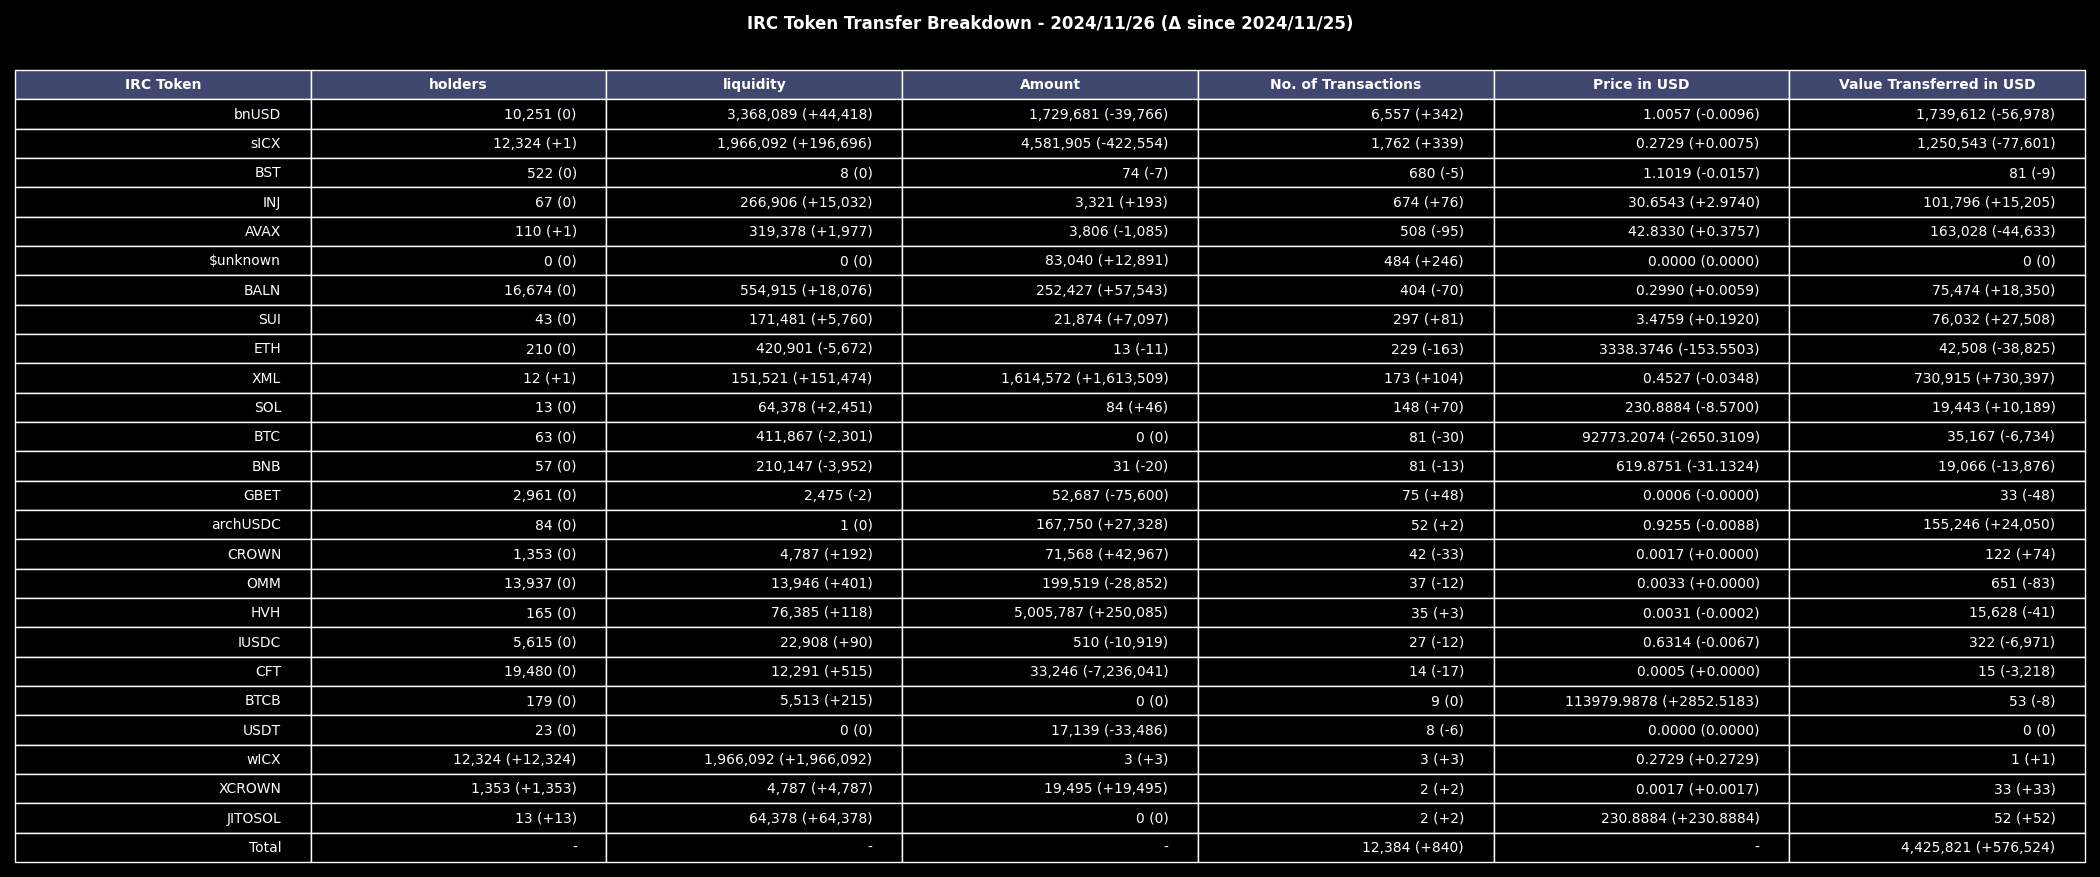 IRC Token Transfer Breakdown - 2024/11/26 (Δ since 2024/11/25)
IRC Token holders liquidity Amount No. of Transactions Price in USD Value Transferred in USD
bnUSD 10,251 (0) 3,368,089 (+44,418) 1,729,681 (-39,766) 6,557 (+342) 1.0057 (-0.0096) 1,739,612 (-56,978)
sICX 12,324 (+1) 1,966,092 (+196,696) 4,581,905 (-422,554) 1,762 (+339) 0.2729 (+0.0075) 1,250,543 (-77,601)
BST 522 (0) 8 (0) 74 (-7) 680 (-5) 1.1019 (-0.0157) 81 (-9)
INJ 67 (0) 266,906 (+15,032) 3,321 (+193) 674 (+76) 30.6543 (+2.9740) 101,796 (+15,205)
AVAX 110 (+1) 319,378 (+1,977) 3,806 (-1,085) 508 (-95) 42.8330 (+0.3757) 163,028 (-44,633)
$unknown 0 (0) 0 (0) 83,040 (+12,891) 484 (+246) 0.0000 (0.0000) 0 (0)
BALN 16,674 (0) 554,915 (+18,076) 252,427 (+57,543) 404 (-70) 0.2990 (+0.0059) 75,474 (+18,350)
SUI 43 (0) 171,481 (+5,760) 21,874 (+7,097) 297 (+81) 3.4759 (+0.1920) 76,032 (+27,508)
ETH 210 (0) 420,901 (-5,672) 13 (-11) 229 (-163) 3338.3746 (-153.5503) 42,508 (-38,825)
XML 12 (+1) 151,521 (+151,474) 1,614,572 (+1,613,509) 173 (+104) 0.4527 (-0.0348) 730,915 (+730,397)
SOL 13 (0) 64,378 (+2,451) 84 (+46) 148 (+70) 230.8884 (-8.5700) 19,443 (+10,189)
BTC 63 (0) 411,867 (-2,301) 0 (0) 81 (-30) 92773.2074 (-2650.3109) 35,167 (-6,734)
BNB 57 (0) 210,147 (-3,952) 31 (-20) 81 (-13) 619.8751 (-31.1324) 19,066 (-13,876)
GBET 2,961 (0) 2,475 (-2) 52,687 (-75,600) 75 (+48) 0.0006 (-0.0000) 33 (-48)
archUSDC 84 (0) 1 (0) 167,750 (+27,328) 52 (+2) 0.9255 (-0.0088) 155,246 (+24,050)
CROWN 1,353 (0) 4,787 (+192) 71,568 (+42,967) 42 (-33) 0.0017 (+0.0000) 122 (+74)
OMM 13,937 (0) 13,946 (+401) 199,519 (-28,852) 37 (-12) 0.0033 (+0.0000) 651 (-83)
HVH 165 (0) 76,385 (+118) 5,005,787 (+250,085) 35 (+3) 0.0031 (-0.0002) 15,628 (-41)
IUSDC 5,615 (0) 22,908 (+90) 510 (-10,919) 27 (-12) 0.6314 (-0.0067) 322 (-6,971)
CFT 19,480 (0) 12,291 (+515) 33,246 (-7,236,041) 14 (-17) 0.0005 (+0.0000) 15 (-3,218)
BTCB 179 (0) 5,513 (+215) 0 (0) 9 (0) 113979.9878 (+2852.5183) 53 (-8)
USDT 23 (0) 0 (0) 17,139 (-33,486) 8 (-6) 0.0000 (0.0000) 0 (0)
wICX 12,324 (+12,324) 1,966,092 (+1,966,092) 3 (+3) 3 (+3) 0.2729 (+0.2729) 1 (+1)
XCROWN 1,353 (+1,353) 4,787 (+4,787) 19,495 (+19,495) 2 (+2) 0.0017 (+0.0017) 33 (+33)
JITOSOL 13 (+13) 64,378 (+64,378) 0 (0) 2 (+2) 230.8884 (+230.8884) 52 (+52)
Total - - - 12,384 (+840) - 4,425,821 (+576,524)